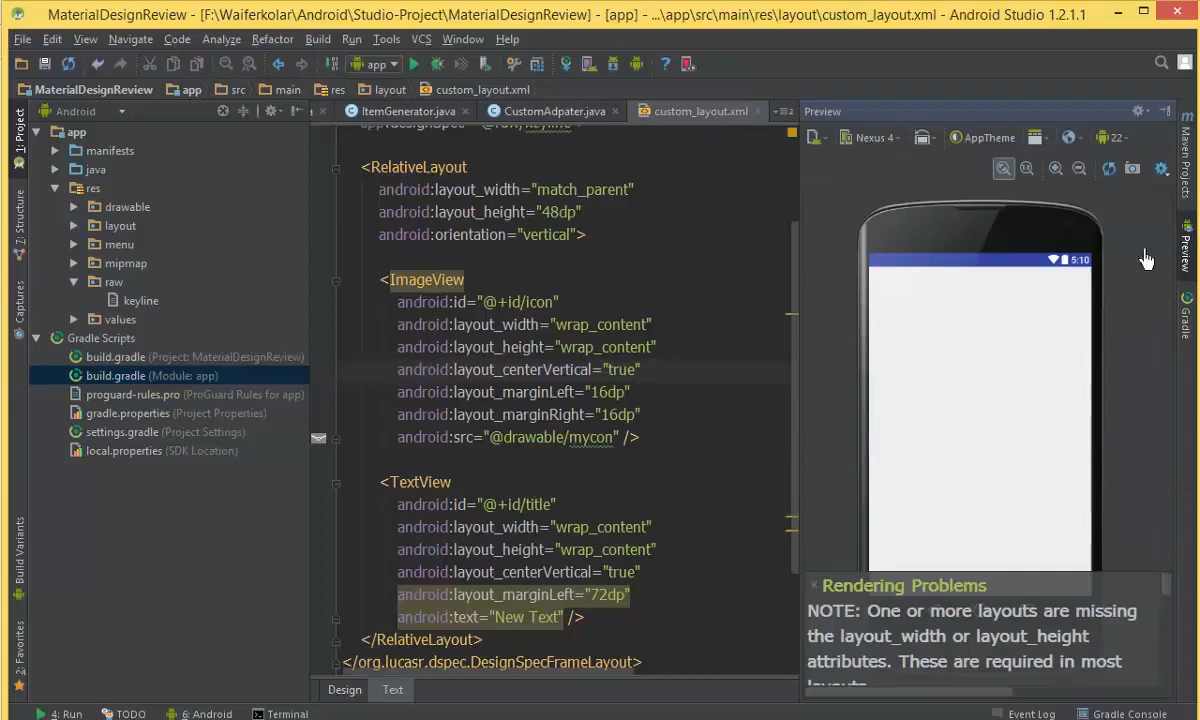 MaterialDesignReview - [F:\Waiferkolar\Android\Studio-Project\MaterialDesignReview] - [app] - ...\app\src\main\res\layout\custom_layout.xml - Android Studio 1.2.1.1
File Edit View Navigate Code Analyze Refactor Build Run Tools VCS Window Help
app
MaterialDesignReview app src main res layout custom_layout.xml
Android
ItemGenerator.java CustomAdpater.java custom_layout.xml
Preview
1: Project
7: Structure
Captures
Build Variants
2: Favorites
app
manifests
java
res
drawable
layout
menu
mipmap
raw
keyline
values
Gradle Scripts
build.gradle (Project: MaterialDesignReview)
build.gradle (Module: app)
proguard-rules.pro (ProGuard Rules for app)
gradle.properties (Project Properties)
settings.gradle (Project Settings)
local.properties (SDK Location)
<RelativeLayout
android:layout_width="match_parent"
android:layout_height="48dp"
android:orientation="vertical">
<ImageView
android:id="@+id/icon"
android:layout_width="wrap_content"
android:layout_height="wrap_content"
android:layout_centerVertical="true"
android:layout_marginLeft="16dp"
android:layout_marginRight="16dp"
android:src="@drawable/mycon" />
<TextView
android:id="@+id/title"
android:layout_width="wrap_content"
android:layout_height="wrap_content"
android:layout_centerVertical="true"
android:layout_marginLeft="72dp"
android:text="New Text" />
</RelativeLayout>
</org.lucasr.dspec.DesignSpecFrameLayout>
Design Text
Nexus 4 AppTheme 22
5:10
Rendering Problems
NOTE: One or more layouts are missing
the layout_width or layout_height
attributes. These are required in most
Maven Projects
Preview
Gradle
4: Run TODO 6: Android Terminal Event Log Gradle Console